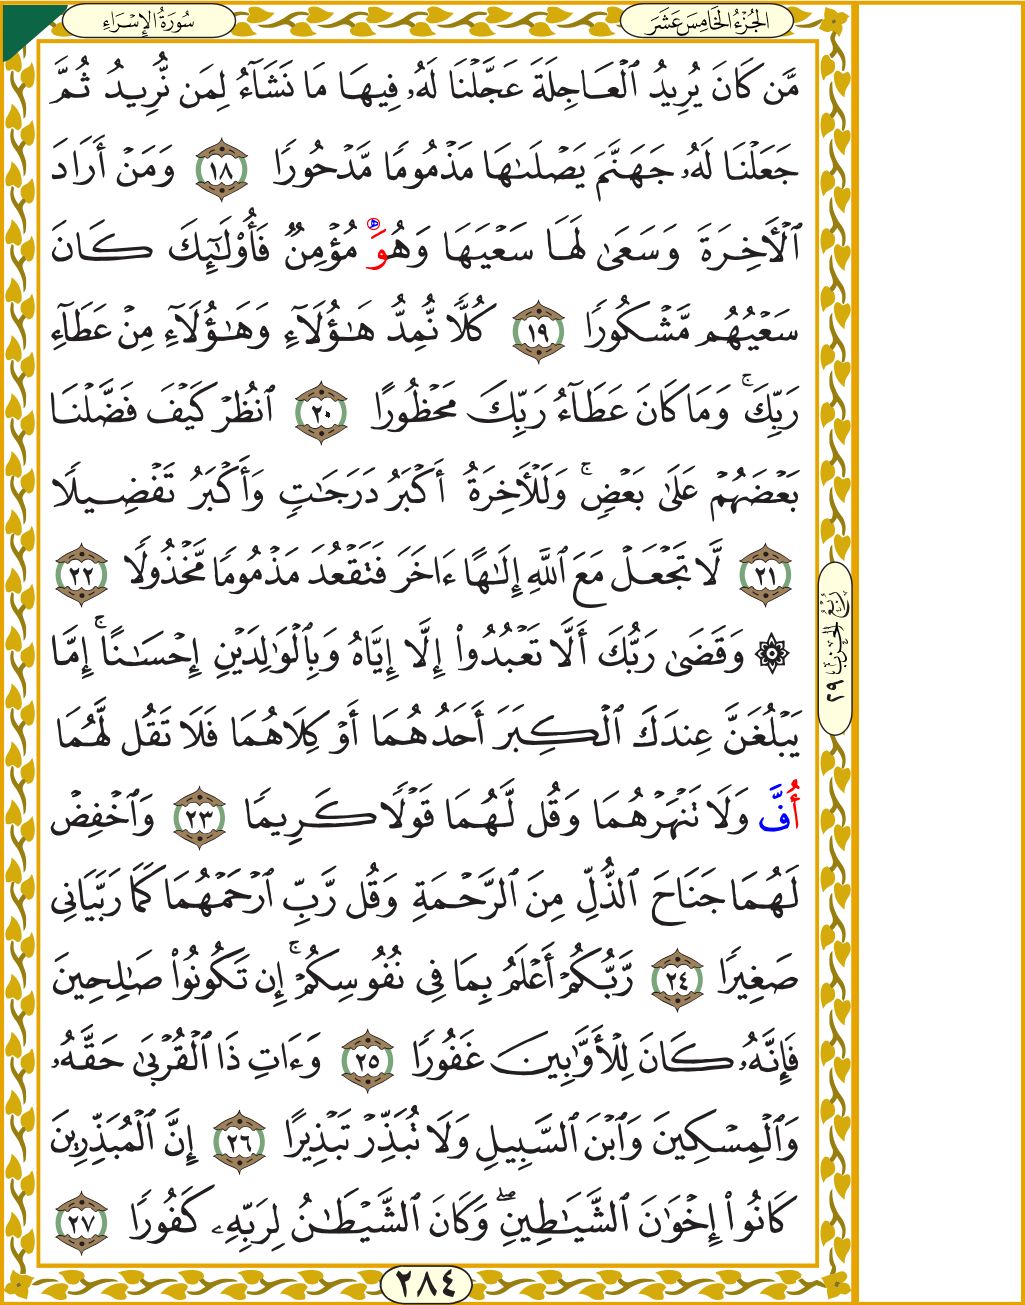 سُورَةُ الإِسْرَاءِ
الجُزْءُ الخَامِسَ عَشَرَ
مَّن كَانَ يُرِيدُ ٱلۡعَاجِلَةَ عَجَّلۡنَا لَهُۥ فِيهَا مَا نَشَآءُ لِمَن نُّرِيدُ ثُمَّ
جَعَلۡنَا لَهُۥ جَهَنَّمَ يَصۡلَىٰهَا مَذۡمُومٗا مَّدۡحُورٗا ١٨ وَمَنۡ أَرَادَ
ٱلۡأَخِرَةَ وَسَعَىٰ لَهَا سَعۡيَهَا وَهُوَ مُؤۡمِنٞ فَأُوْلَٰٓئِكَ كَانَ
سَعۡيُهُم مَّشۡكُورٗا ١٩ كُلّٗا نُّمِدُّ هَٰٓؤُلَآءِ وَهَٰٓؤُلَآءِ مِنۡ عَطَآءِ
رَبِّكَۚ وَمَا كَانَ عَطَآءُ رَبِّكَ مَحۡظُورًا ٢٠ ٱنظُرۡ كَيۡفَ فَضَّلۡنَا
بَعۡضَهُمۡ عَلَىٰ بَعۡضٖۚ وَلَلۡأَخِرَةُ أَكۡبَرُ دَرَجَٰتٖ وَأَكۡبَرُ تَفۡضِيلٗا
٢١ لَّا تَجۡعَلۡ مَعَ ٱللَّهِ إِلَٰهًا ءَاخَرَ فَتَقۡعُدَ مَذۡمُومٗا مَّخۡذُولٗا ٢٢
۞ وَقَضَىٰ رَبُّكَ أَلَّا تَعۡبُدُوٓاْ إِلَّآ إِيَّاهُ وَبِٱلۡوَٰلِدَيۡنِ إِحۡسَٰنًاۚ إِمَّا
يَبۡلُغَنَّ عِندَكَ ٱلۡكِبَرَ أَحَدُهُمَا أَوۡ كِلَاهُمَا فَلَا تَقُل لَّهُمَا
أُفَّ وَلَا تَنۡهَرۡهُمَا وَقُل لَّهُمَا قَوۡلٗا كَرِيمٗا ٢٣ وَٱخۡفِضۡ
لَهُمَا جَنَاحَ ٱلذُّلِّ مِنَ ٱلرَّحۡمَةِ وَقُل رَّبِّ ٱرۡحَمۡهُمَا كَمَا رَبَّيَانِي
صَغِيرٗا ٢٤ رَّبُّكُمۡ أَعۡلَمُ بِمَا فِي نُفُوسِكُمۡۚ إِن تَكُونُواْ صَٰلِحِينَ
فَإِنَّهُۥ كَانَ لِلۡأَوَّٰبِينَ غَفُورٗا ٢٥ وَءَاتِ ذَا ٱلۡقُرۡبَىٰ حَقَّهُۥ
وَٱلۡمِسۡكِينَ وَٱبۡنَ ٱلسَّبِيلِ وَلَا تُبَذِّرۡ تَبۡذِيرًا ٢٦ إِنَّ ٱلۡمُبَذِّرِينَ
كَانُوٓاْ إِخۡوَٰنَ ٱلشَّيَٰطِينِۖ وَكَانَ ٱلشَّيۡطَٰنُ لِرَبِّهِۦ كَفُورٗا ٢٧
رُبْعُ الحِزْب ٢٩
٢٨٤